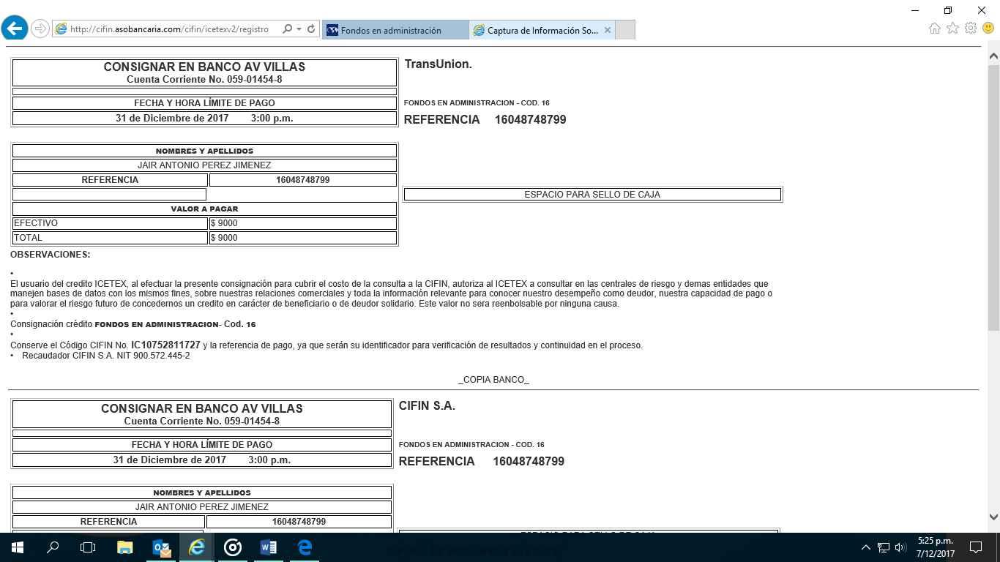 http://cifin.asobancaria.com/cifin/icetexv2/registro
Fondos en administración
Captura de Información So...
CONSIGNAR EN BANCO AV VILLAS
Cuenta Corriente No. 059-01454-8
TransUnion.
FECHA Y HORA LÍMITE DE PAGO
FONDOS EN ADMINISTRACION - COD. 16
31 de Diciembre de 2017 3:00 p.m.
REFERENCIA 16048748799
NOMBRES Y APELLIDOS
JAIR ANTONIO PEREZ JIMENEZ
REFERENCIA 16048748799
ESPACIO PARA SELLO DE CAJA
VALOR A PAGAR
EFECTIVO $ 9000
TOTAL $ 9000
OBSERVACIONES:
•
El usuario del credito ICETEX, al efectuar la presente consignación para cubrir el costo de la consulta a la CIFIN, autoriza al ICETEX a consultar en las centrales de riesgo y demas entidades que
manejen bases de datos con los mismos fines, sobre nuestras relaciones comerciales y toda la información relevante para conocer nuestro desempeño como deudor, nuestra capacidad de pago o
para valorar el riesgo futuro de concedernos un credito en carácter de beneficiario o de deudor solidario. Este valor no sera reenbolsable por ninguna causa.
•
Consignación crédito FONDOS EN ADMINISTRACION- Cod. 16
•
Conserve el Código CIFIN No. IC10752811727 y la referencia de pago, ya que serán su identificador para verificación de resultados y continuidad en el proceso.
• Recaudador CIFIN S.A. NIT 900.572.445-2
_COPIA BANCO_
CONSIGNAR EN BANCO AV VILLAS
Cuenta Corriente No. 059-01454-8
CIFIN S.A.
FECHA Y HORA LÍMITE DE PAGO
FONDOS EN ADMINISTRACION - COD. 16
31 de Diciembre de 2017 3:00 p.m.
REFERENCIA 16048748799
NOMBRES Y APELLIDOS
JAIR ANTONIO PEREZ JIMENEZ
REFERENCIA 16048748799
ESPACIO PARA SELLO DE CAJA
GRUPO DE RECURSOS FISICOS
5:25 p.m.
7/12/2017